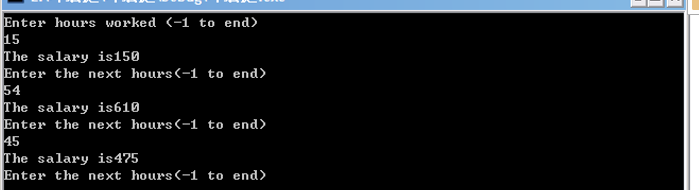 Enter hours worked (-1 to end)
15
The salary is150
Enter the next hours(-1 to end)
54
The salary is610
Enter the next hours(-1 to end)
45
The salary is475
Enter the next hours(-1 to end)